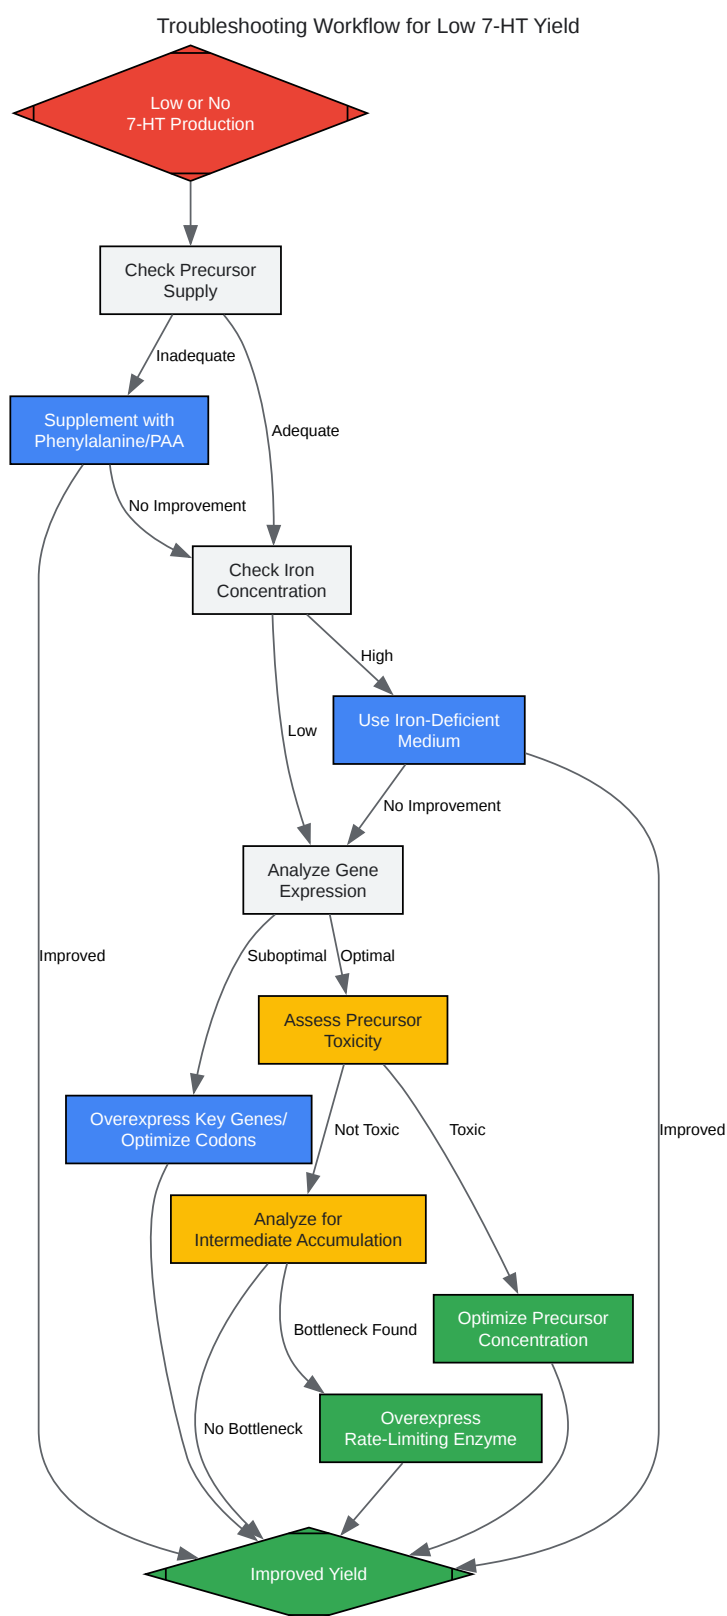 Troubleshooting Workflow for Low 7-HT Yield
Low or No
7-HT Production
Check Precursor
Supply
Inadequate
Adequate
Supplement with
Phenylalanine/PAA
No Improvement
Check Iron
Concentration
High
Low
Use Iron-Deficient
Medium
No Improvement
Analyze Gene
Expression
Improved
Suboptimal
Optimal
Assess Precursor
Toxicity
Overexpress Key Genes/
Optimize Codons
Not Toxic
Toxic
Improved
Analyze for
Intermediate Accumulation
Bottleneck Found
Optimize Precursor
Concentration
No Bottleneck
Overexpress
Rate-Limiting Enzyme
Improved Yield